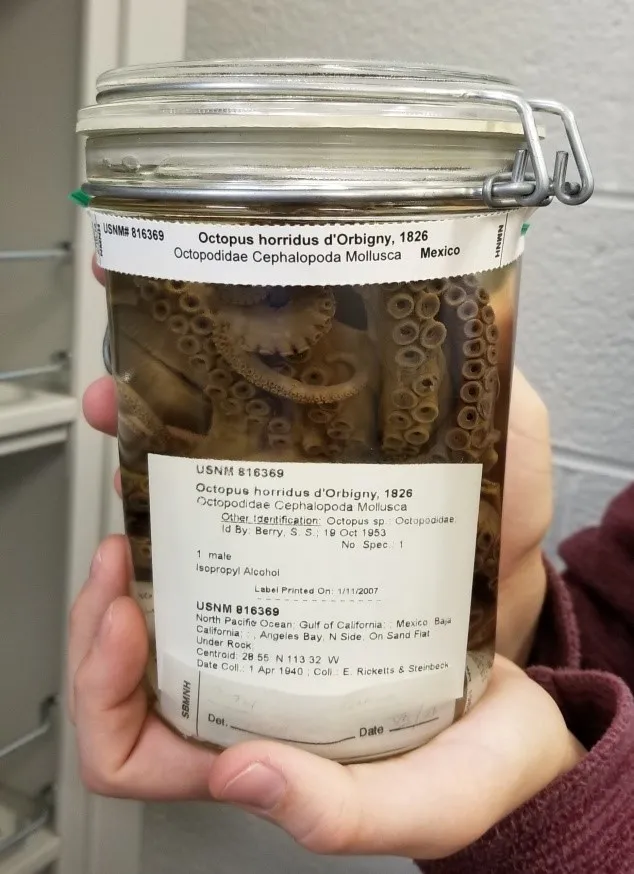 USNM# 816369 Octopus horridus d'Orbigny, 1826
Octopodidae Cephalopoda Mollusca Mexico
NMNH
USNM 816369
Octopus horridus d'Orbigny, 1826
Octopodidae Cephalopoda Mollusca
Other Identification: Octopus sp.: Octopodidae.
Id By: Berry, S. S.; 19 Oct 1953
No Spec.: 1
1 male
Isopropyl Alcohol
Label Printed On: 1/11/2007
USNM 816369
North Pacific Ocean: Gulf of California: : Mexico: Baja
California: : , Angeles Bay, N Side, On Sand Flat
Under Rock;
Centroid: 28 55 N 113 32 W
Date Coll.: 1 Apr 1940 ; Coll.: E. Ricketts & Steinbeck
SBMNH
Det. Date